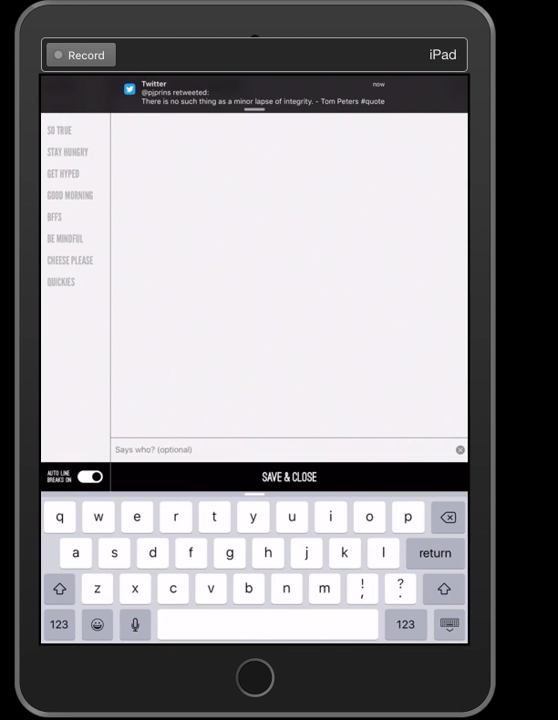 Record
iPad
Twitter
now
@pjprins retweeted:
There is no such thing as a minor lapse of integrity. - Tom Peters #quote
SO TRUE
STAY HUNGRY
GET HYPED
GOOD MORNING
BFFS
BE MINDFUL
CHEESE PLEASE
QUICKIES
Says who? (optional)
AUTO LINE
BREAKS ON
SAVE & CLOSE
q w e r t y u i o p
a s d f g h j k l return
z x c v b n m ! , ? .
123 123